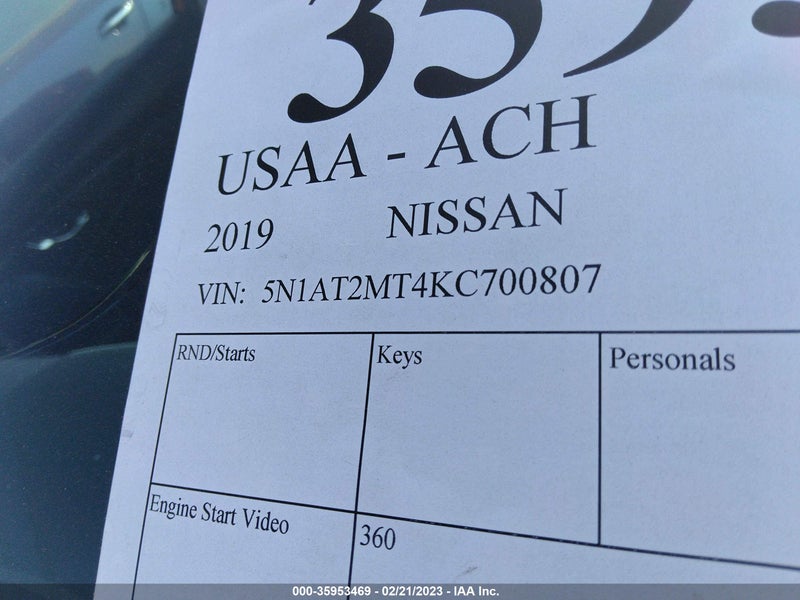 USAA - ACH
2019 NISSAN
VIN: 5N1AT2MT4KC700807
RND/Starts Keys Personals
Engine Start Video 360
000-35953469 - 02/21/2023 - IAA Inc.